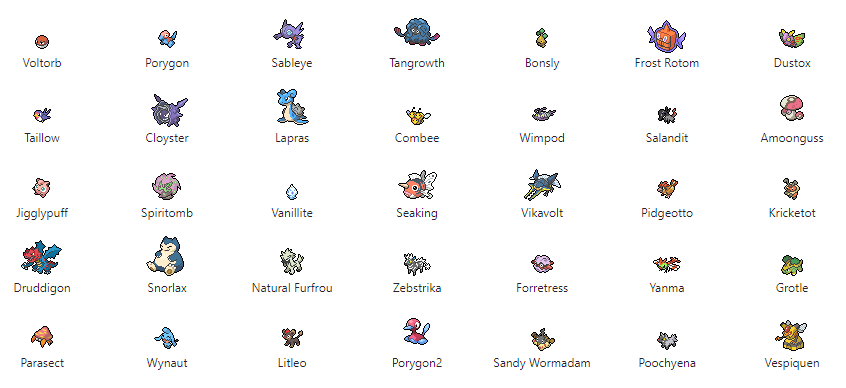 Voltorb Porygon Sableye Tangrowth Bonsly Frost Rotom Dustox
Taillow Cloyster Lapras Combee Wimpod Salandit Amoonguss
Jigglypuff Spiritomb Vanillite Seaking Vikavolt Pidgeotto Kricketot
Druddigon Snorlax Natural Furfrou Zebstrika Forretress Yanma Grotle
Parasect Wynaut Litleo Porygon2 Sandy Wormadam Poochyena Vespiquen